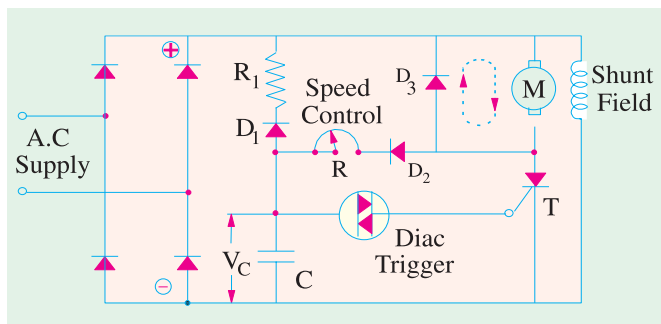 +
R1
Speed
Control
D3
M
Shunt
Field
D1
A.C
Supply
R
D2
T
Diac
Trigger
VC
C
−